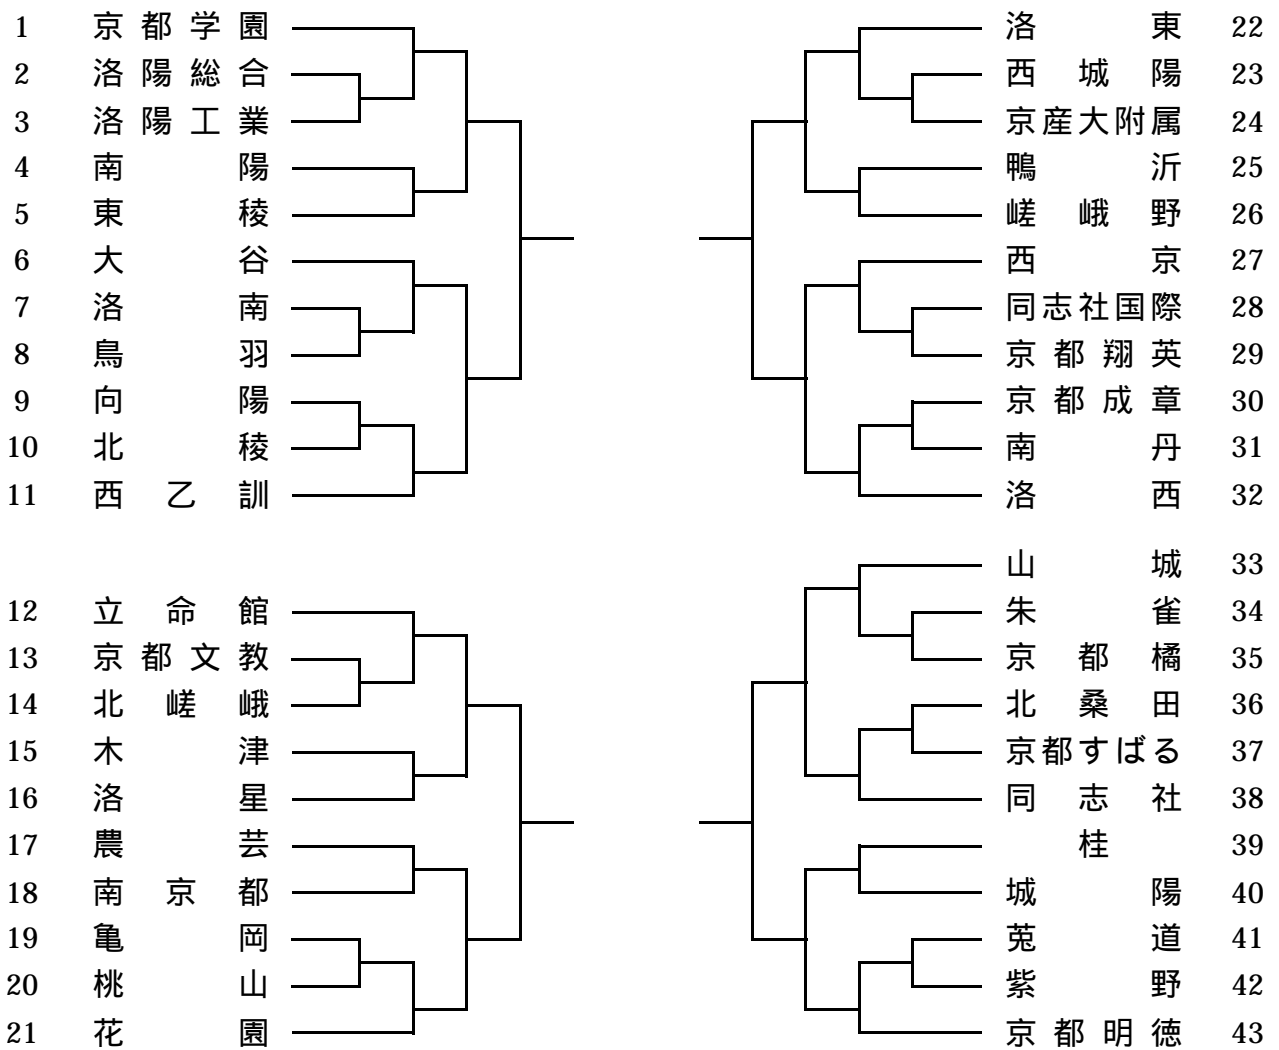 1 京都学園
2 洛陽総合
3 洛陽工業
4 南陽
5 東稜
6 大谷
7 洛南
8 鳥羽
9 向陽
10 北稜
11 西乙訓
12 立命館
13 京都文教
14 北嵯峨
15 木津
16 洛星
17 農芸
18 南京都
19 亀岡
20 桃山
21 花園
洛東 22
西城陽 23
京産大附属 24
鴨沂 25
嵯峨野 26
西京 27
同志社国際 28
京都翔英 29
京都成章 30
南丹 31
洛西 32
山城 33
朱雀 34
京都橘 35
北桑田 36
京都すばる 37
同志社 38
桂 39
城陽 40
莵道 41
紫野 42
京都明徳 43